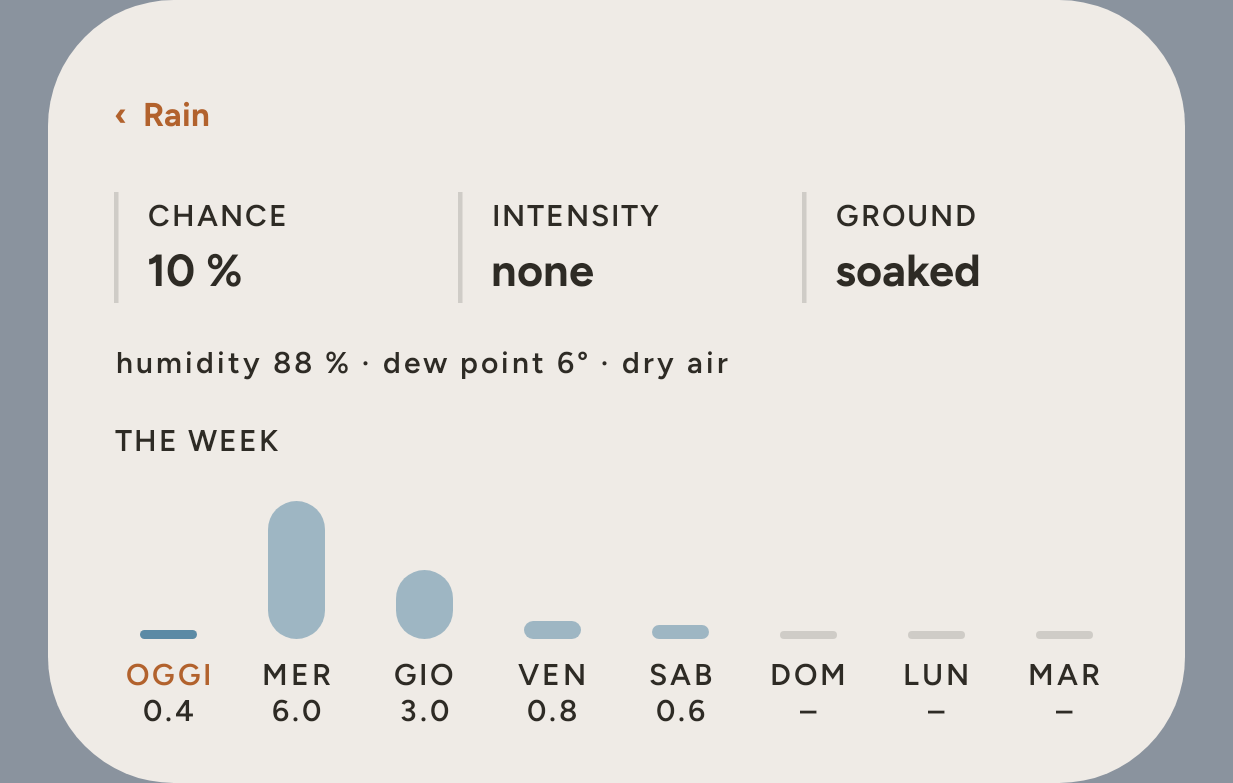 ‹ Rain
CHANCE INTENSITY GROUND
10 % none soaked
humidity 88 % · dew point 6° · dry air
THE WEEK
OGGI MER GIO VEN SAB DOM LUN MAR
0.4 6.0 3.0 0.8 0.6 – – –